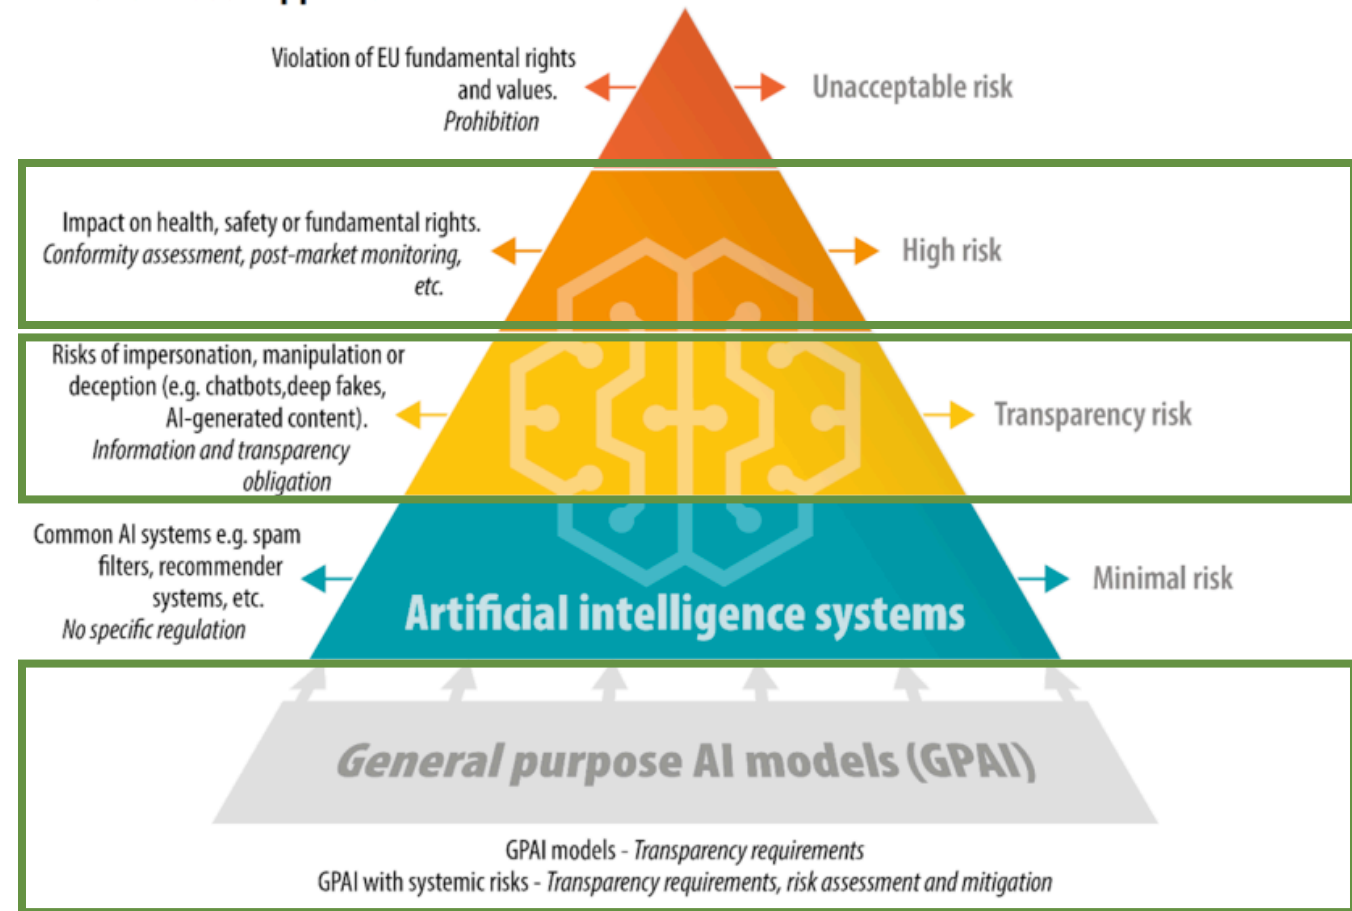 Violation of EU fundamental rights
and values.
Prohibition
Unacceptable risk
Impact on health, safety or fundamental rights.
Conformity assessment, post-market monitoring,
etc.
High risk
Risks of impersonation, manipulation or
deception (e.g. chatbots,deep fakes,
AI-generated content).
Information and transparency
obligation
Transparency risk
Common AI systems e.g. spam
filters, recommender
systems, etc.
No specific regulation
Minimal risk
Artificial intelligence systems
General purpose AI models (GPAI)
GPAI models - Transparency requirements
GPAI with systemic risks - Transparency requirements, risk assessment and mitigation